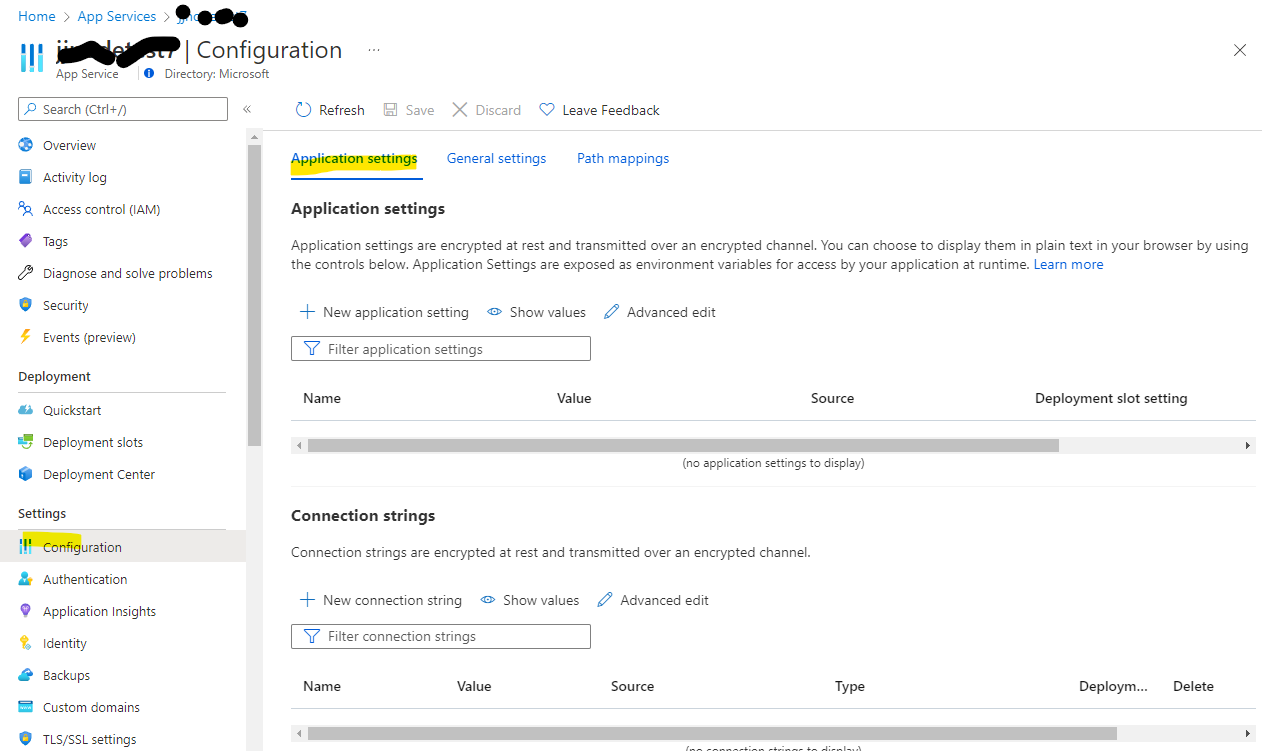 Home > App Services >
| Configuration ...
App Service | Directory: Microsoft
Search (Ctrl+/) «
Refresh Save Discard Leave Feedback
Overview
Activity log
Access control (IAM)
Tags
Diagnose and solve problems
Security
Events (preview)
Deployment
Quickstart
Deployment slots
Deployment Center
Settings
Configuration
Authentication
Application Insights
Identity
Backups
Custom domains
TLS/SSL settings
Application settings General settings Path mappings
Application settings
Application settings are encrypted at rest and transmitted over an encrypted channel. You can choose to display them in plain text in your browser by using
the controls below. Application Settings are exposed as environment variables for access by your application at runtime. Learn more
New application setting Show values Advanced edit
Filter application settings
Name Value Source Deployment slot setting
(no application settings to display)
Connection strings
Connection strings are encrypted at rest and transmitted over an encrypted channel.
New connection string Show values Advanced edit
Filter connection strings
Name Value Source Type Deploym... Delete
(no connection strings to display)